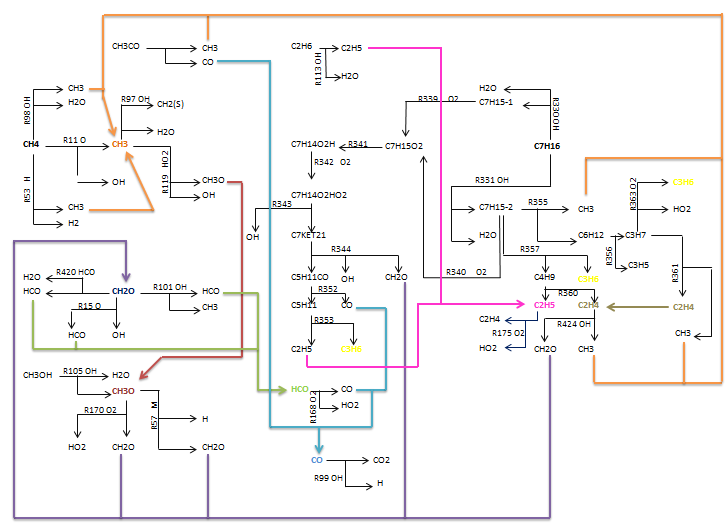 CH3CO
CH3
CO
C2H6
C2H5
R113 OH
H2O
R98 OH
CH3
H2O
R97 OH
CH2(S)
H2O
CH4
R11 O
CH3
OH
R119 HO2
CH3O
OH
R53 H
CH3
H2
H2O
R339 O2
C7H15-1
R330 OH
C7H16
C7H14O2H
R341
C7H15O2
R342 O2
C7H14O2HO2
R343
OH
C7KET21
R344
C5H11CO
OH
CH2O
R352
C5H11
CO
R353
C2H5
R331 OH
C7H15-2
R355
CH3
H2O
C6H12
R357
C4H9
R340 O2
R360
C2H5
C2H4
C2H4
R175 O2
HO2
R424 OH
CH2O
CH3
R363 O2
C3H6
HO2
C3H7
R356
C3H5
R361
C2H4
CH3
H2O
R420 HCO
HCO
CH2O
R101 OH
HCO
CH3
R15 O
HCO
OH
CH3OH
R105 OH
H2O
CH3O
R170 O2
HO2
CH2O
R57 M
H
CH2O
HCO
CO
R168 O2
HO2
CO
CO2
R99 OH
H